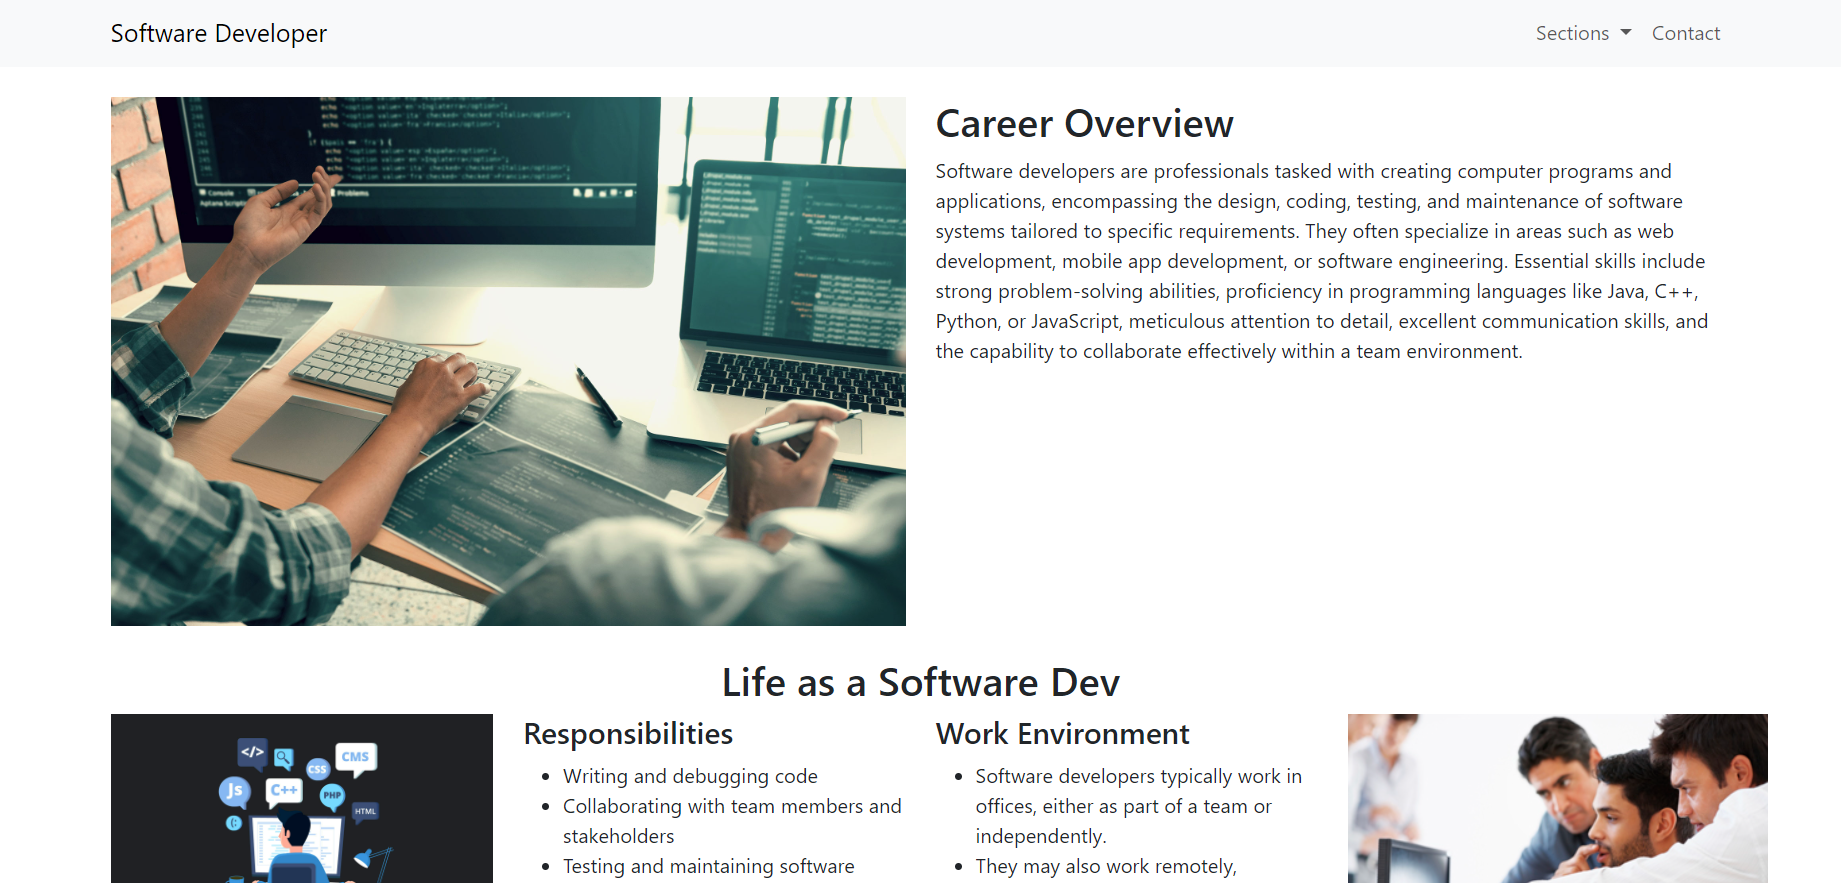 Software Developer
Sections
Contact
Career Overview
Software developers are professionals tasked with creating computer programs and
applications, encompassing the design, coding, testing, and maintenance of software
systems tailored to specific requirements. They often specialize in areas such as web
development, mobile app development, or software engineering. Essential skills include
strong problem-solving abilities, proficiency in programming languages like Java, C++,
Python, or JavaScript, meticulous attention to detail, excellent communication skills, and
the capability to collaborate effectively within a team environment.
Console
Problems
Life as a Software Dev
</>
CMS
CSS
Js
C++
PHP
HTML
Responsibilities
Writing and debugging code
Collaborating with team members and
stakeholders
Testing and maintaining software
Work Environment
Software developers typically work in
offices, either as part of a team or
independently.
They may also work remotely,